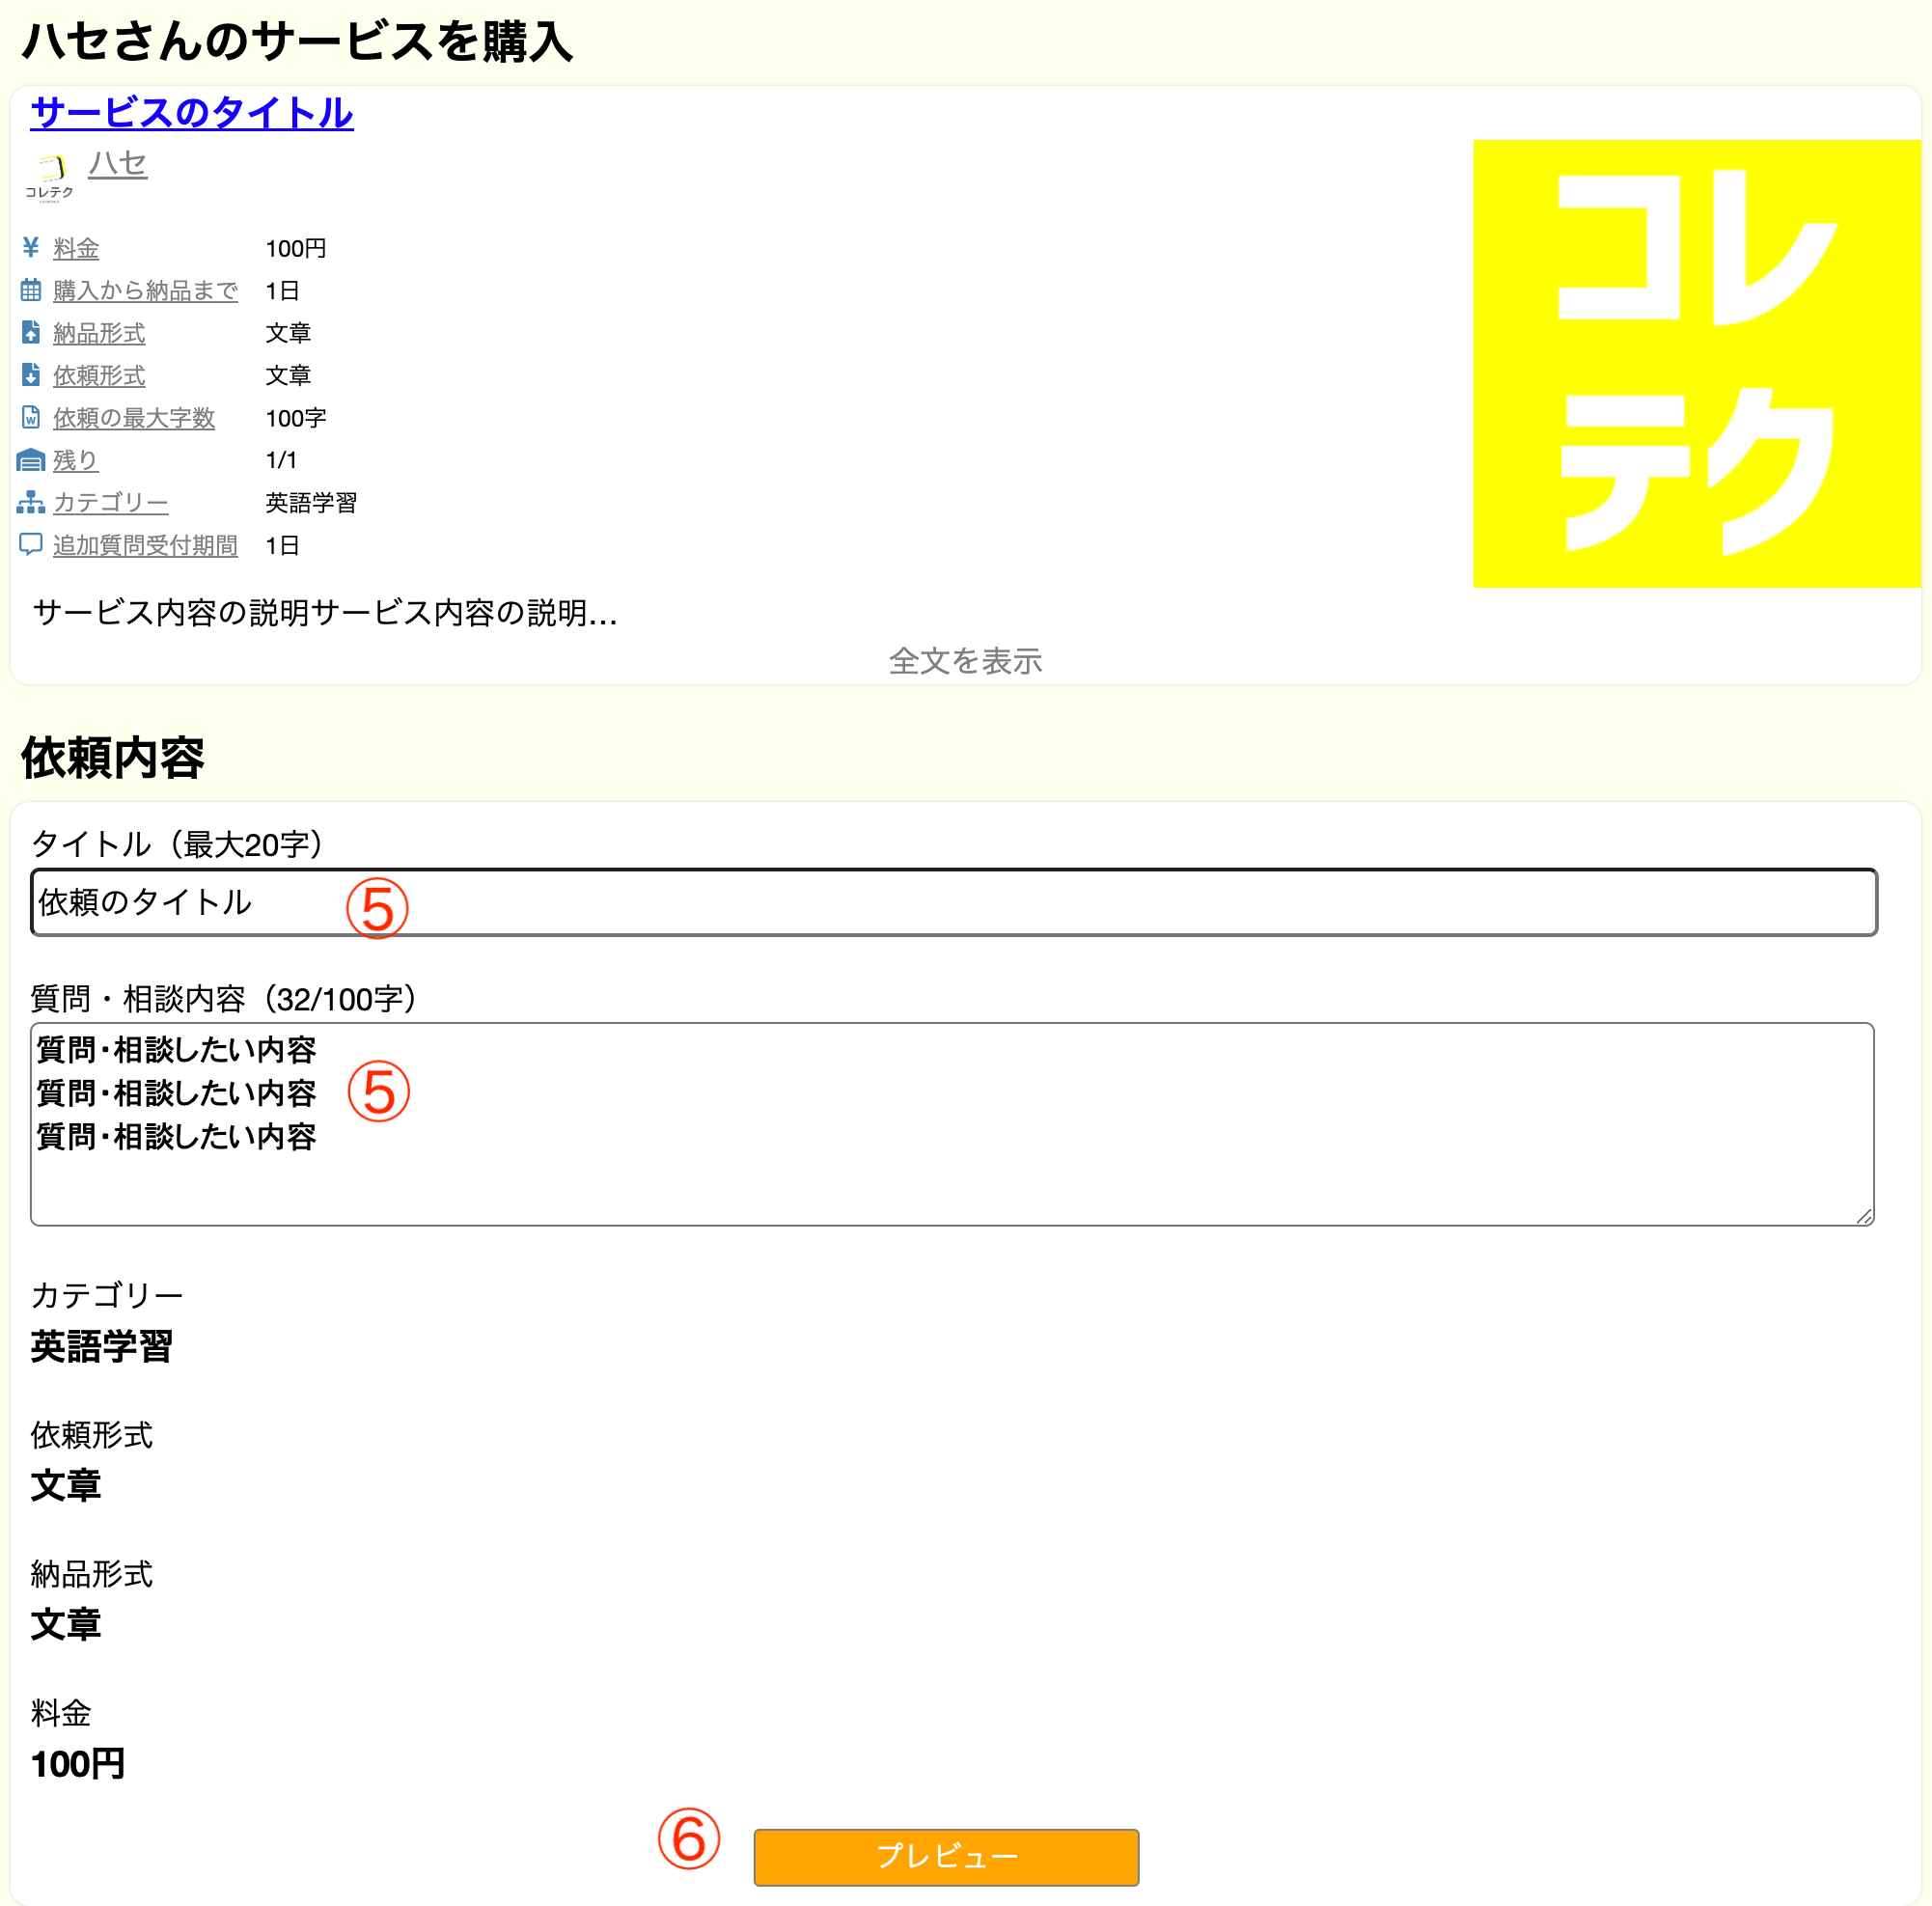 ハセさんのサービスを購入
サービスのタイトル
コレテク
ハセ
料金 100円
購入から納品まで 1日
納品形式 文章
依頼形式 文章
依頼の最大字数 100字
残り 1/1
カテゴリー 英語学習
追加質問受付期間 1日
コレ
テク
サービス内容の説明サービス内容の説明...
全文を表示
依頼内容
タイトル（最大20字）
依頼のタイトル ⑤
質問・相談内容（32/100字）
質問・相談したい内容
質問・相談したい内容 ⑤
質問・相談したい内容
カテゴリー
英語学習
依頼形式
文章
納品形式
文章
料金
100円
⑥ プレビュー